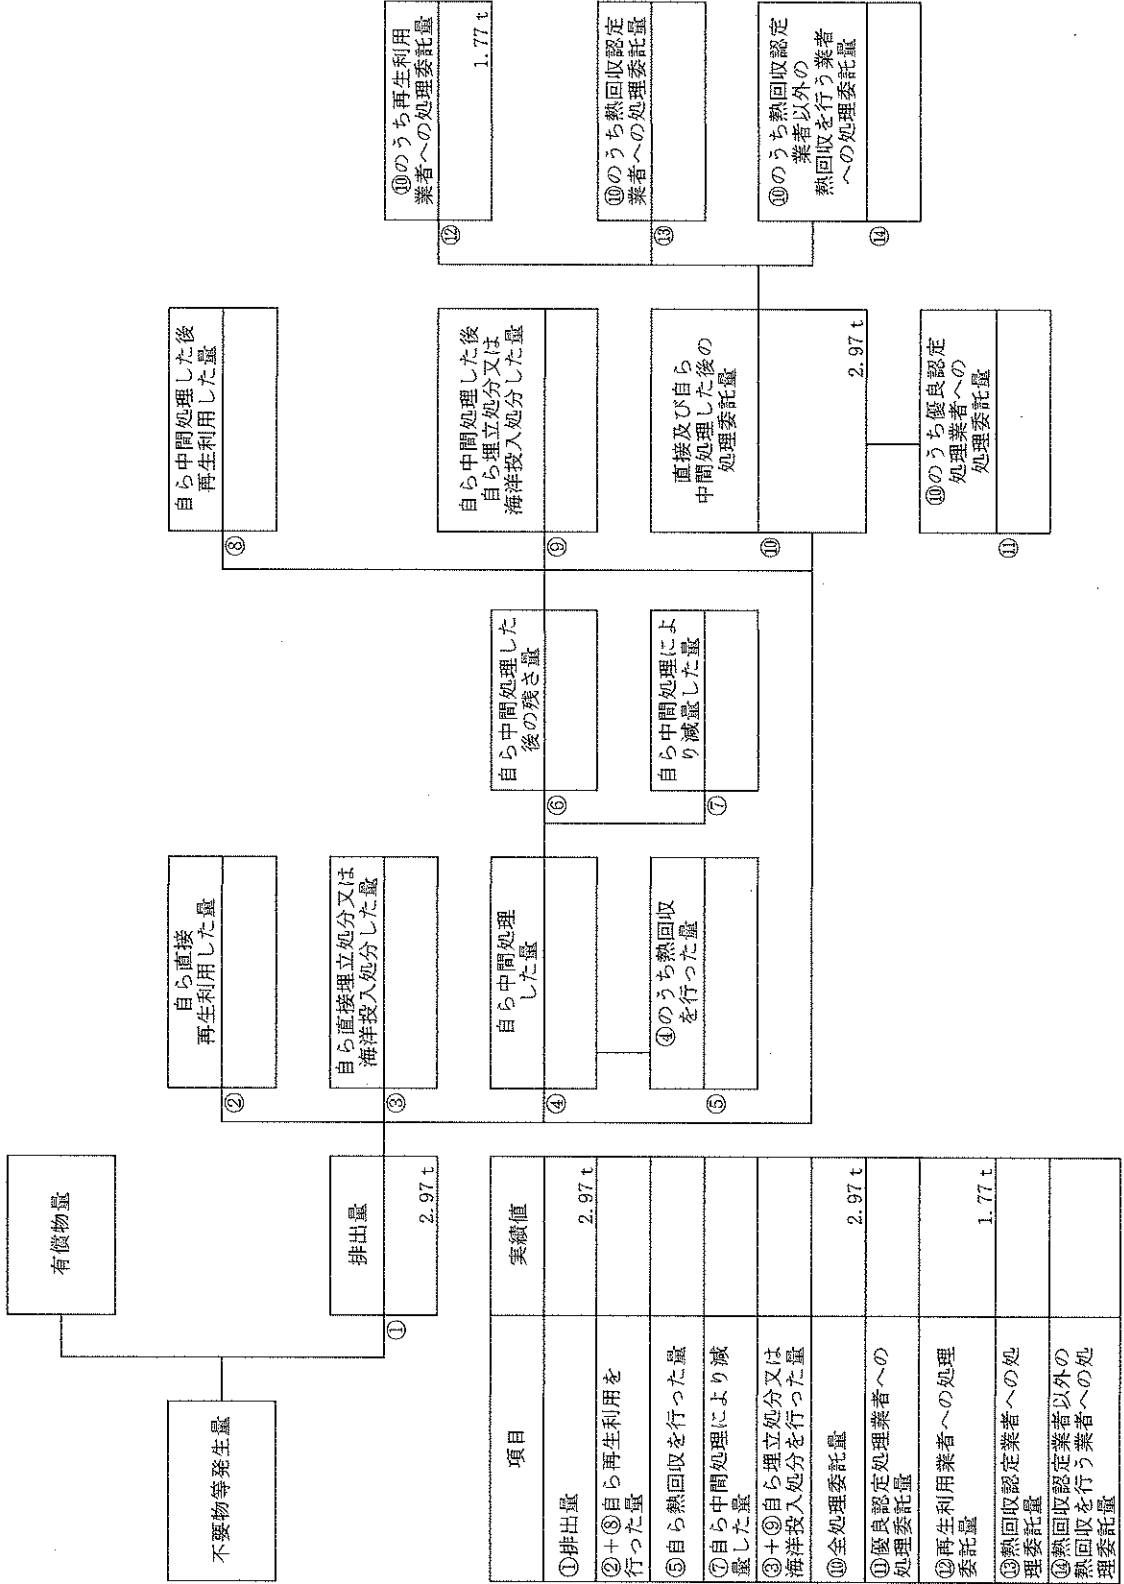 不要物等発生量
有償物量
①
排出量
2.97 t
②
自ら直接
再生利用した量
③
自ら直接埋立処分又は
海洋投入処分した量
④
自ら中間処理
した量
⑤
④のうち熱回収
を行った量
⑥
自ら中間処理した
後の残さ量
⑦
自ら中間処理によ
り減量した量
⑧
自ら中間処理した後
再生利用した量
⑨
自ら中間処理した後
自ら埋立処分又は
海洋投入処分した量
⑩
直接及び自ら
中間処理した後の
処理委託量
2.97 t
⑪
⑩のうち優良認定
処理業者への
処理委託量
⑫
⑩のうち再生利用
業者への処理委託量
1.77 t
⑬
⑩のうち熱回収認定
業者への処理委託量
⑭
⑩のうち熱回収認定
業者以外の
熱回収を行う業者
への処理委託量
項目 実績値
①排出量 2.97 t
②+⑧自ら再生利用を
行った量
⑤自ら熱回収を行った量
⑦自ら中間処理により減
量した量
③+⑨自ら埋立処分又は
海洋投入処分を行った量
⑩全処理委託量 2.97 t
⑪優良認定処理業者への
処理委託量
⑫再生利用業者への処理
委託量 1.77 t
⑬熱回収認定業者への処
理委託量
⑭熱回収認定業者以外の
熱回収を行う業者への処
理委託量